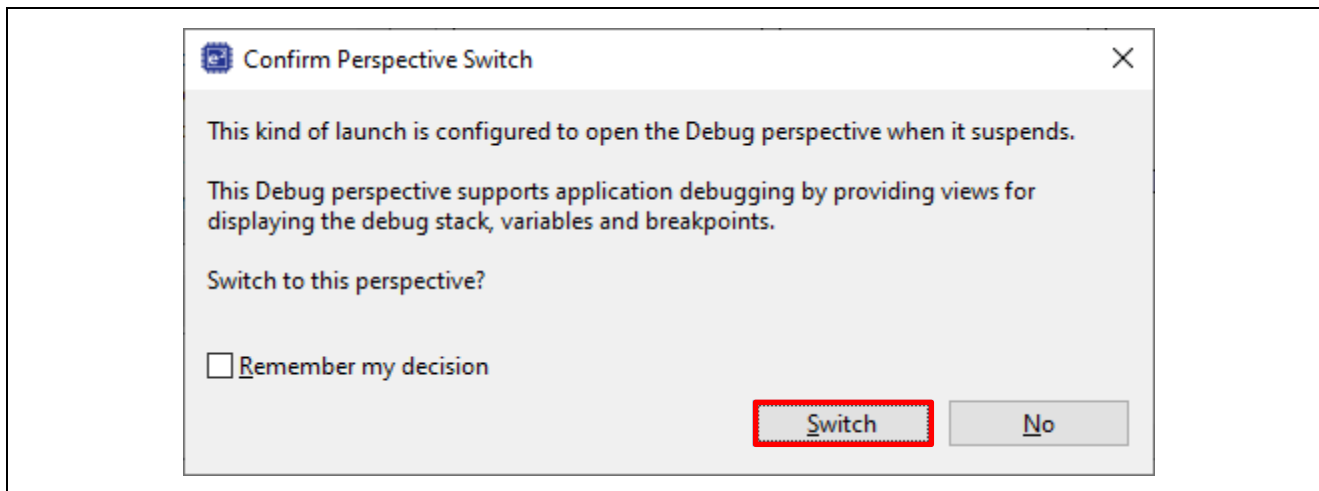 Confirm Perspective Switch
This kind of launch is configured to open the Debug perspective when it suspends.
This Debug perspective supports application debugging by providing views for
displaying the debug stack, variables and breakpoints.
Switch to this perspective?
Remember my decision
Switch No